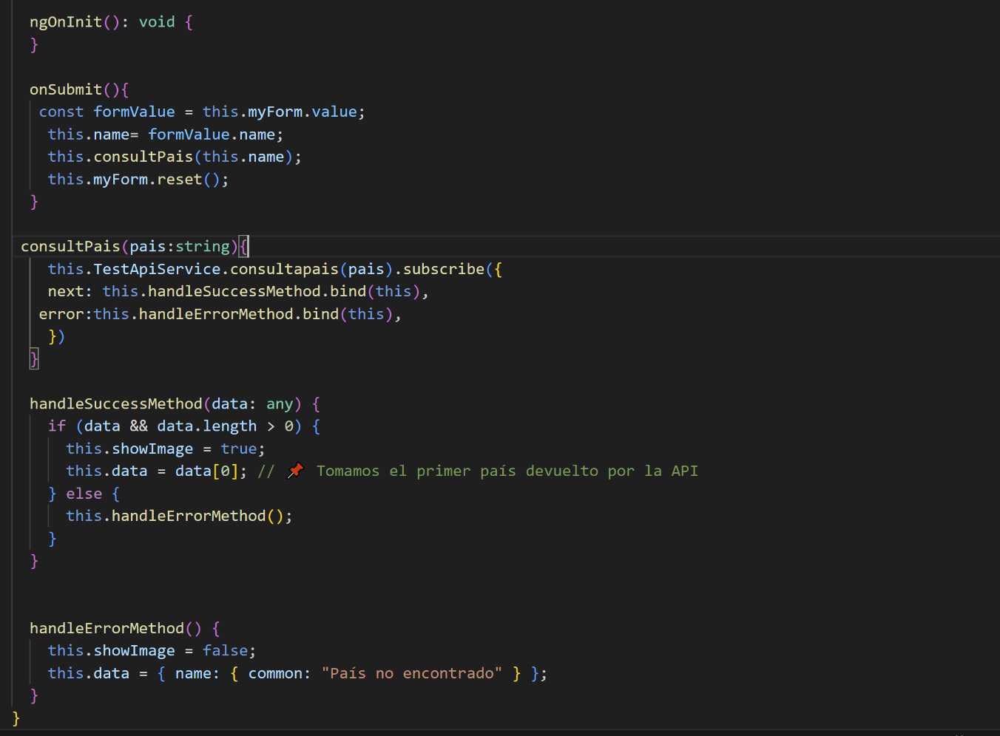 ngOnInit(): void {
}
onSubmit(){
const formValue = this.myForm.value;
this.name= formValue.name;
this.consultPais(this.name);
this.myForm.reset();
}
consultPais(pais:string){
this.TestApiService.consultapais(pais).subscribe({
next: this.handleSuccessMethod.bind(this),
error:this.handleErrorMethod.bind(this),
})
}
handleSuccessMethod(data: any) {
if (data && data.length > 0) {
this.showImage = true;
this.data = data[0]; // 📌 Tomamos el primer país devuelto por la API
} else {
this.handleErrorMethod();
}
}
handleErrorMethod() {
this.showImage = false;
this.data = { name: { common: "País no encontrado" } };
}
}